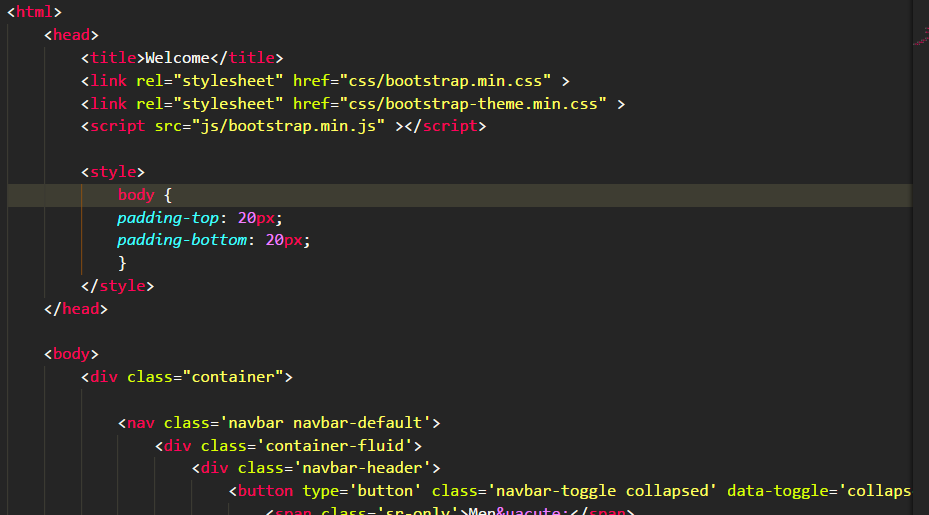 <html>
<head>
<title>Welcome</title>
<link rel="stylesheet" href="css/bootstrap.min.css" >
<link rel="stylesheet" href="css/bootstrap-theme.min.css" >
<script src="js/bootstrap.min.js" ></script>
<style>
body {
padding-top: 20px;
padding-bottom: 20px;
}
</style>
</head>
<body>
<div class="container">
<nav class='navbar navbar-default'>
<div class='container-fluid'>
<div class='navbar-header'>
<button type='button' class='navbar-toggle collapsed' data-toggle='collaps
<span class='sr-only'>Men&uacute;</span>